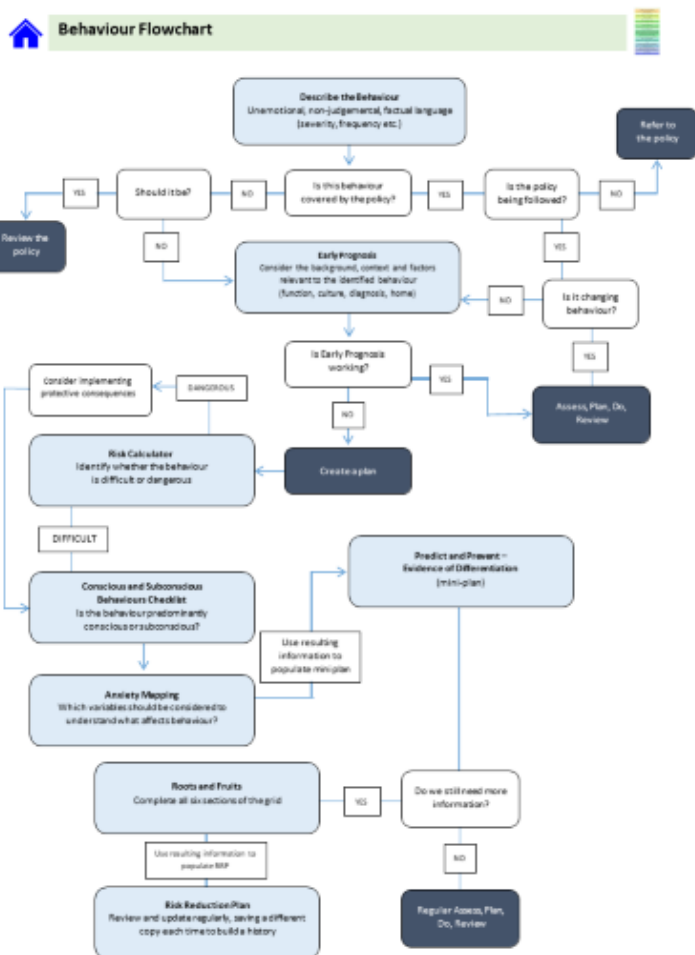 Behaviour Flowchart
Describe the Behaviour
Unemotional, non-judgemental, factual language
(severity, frequency etc.)
Refer to
the policy
YES
Should it be?
NO
Is this behaviour
covered by the policy?
YES
Is the policy
being followed?
NO
Review the
policy
NO
YES
Early Prognosis
Consider the background, context and factors
relevant to the identified behaviour
(function, culture, diagnosis, home)
NO
Is it changing
behaviour?
Is Early Prognosis
working?
YES
YES
Consider implementing
protective consequences
DANGEROUS
NO
Assess, Plan, Do,
Review
Risk Calculator
Identify whether the behaviour
is difficult or dangerous
Create a plan
DIFFICULT
Predict and Prevent –
Evidence of Differentiation
(mini-plan)
Conscious and Subconscious
Behaviours Checklist
Is the behaviour predominantly
conscious or subconscious?
Use resulting
information to
populate mini plan
Anxiety Mapping
Which variables should be considered to
understand what affects behaviour?
Roots and Fruits
Complete all six sections of the grid
YES
Do we still need more
information?
Use resulting information to
populate RRP
NO
Risk Reduction Plan
Review and update regularly, saving a different
copy each time to build a history
Regular Assess, Plan,
Do, Review